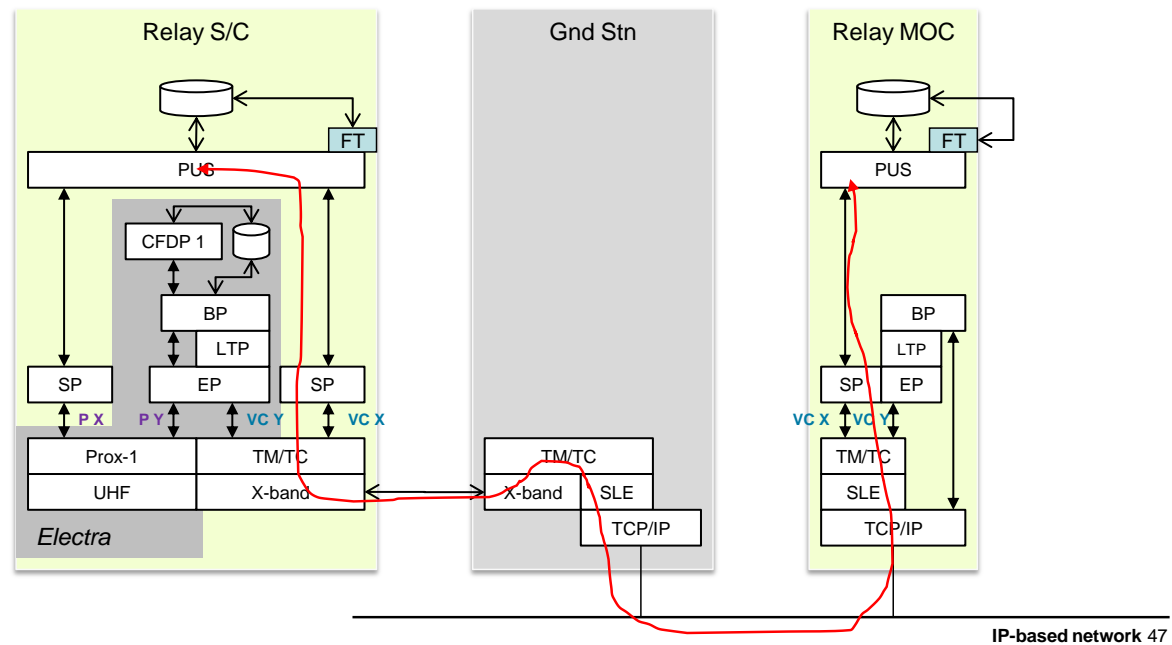 Relay S/C
FT
PUS
CFDP 1
BP
LTP
SP
EP
SP
P X
P Y
VC Y
VC X
Prox-1
TM/TC
UHF
X-band
Electra
Gnd Stn
TM/TC
X-band
SLE
TCP/IP
Relay MOC
FT
PUS
BP
LTP
SP
EP
VC X
VC Y
TM/TC
SLE
TCP/IP
IP-based network 47